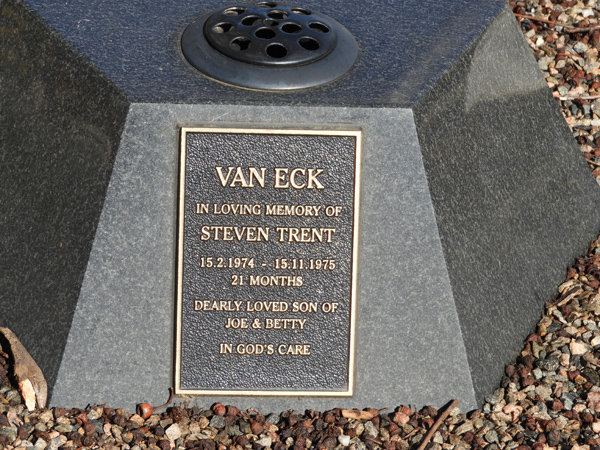 VAN ECK
IN LOVING MEMORY OF
STEVEN TRENT
15.2.1974 - 15.11.1975
21 MONTHS
DEARLY LOVED SON OF
JOE & BETTY
IN GOD'S CARE